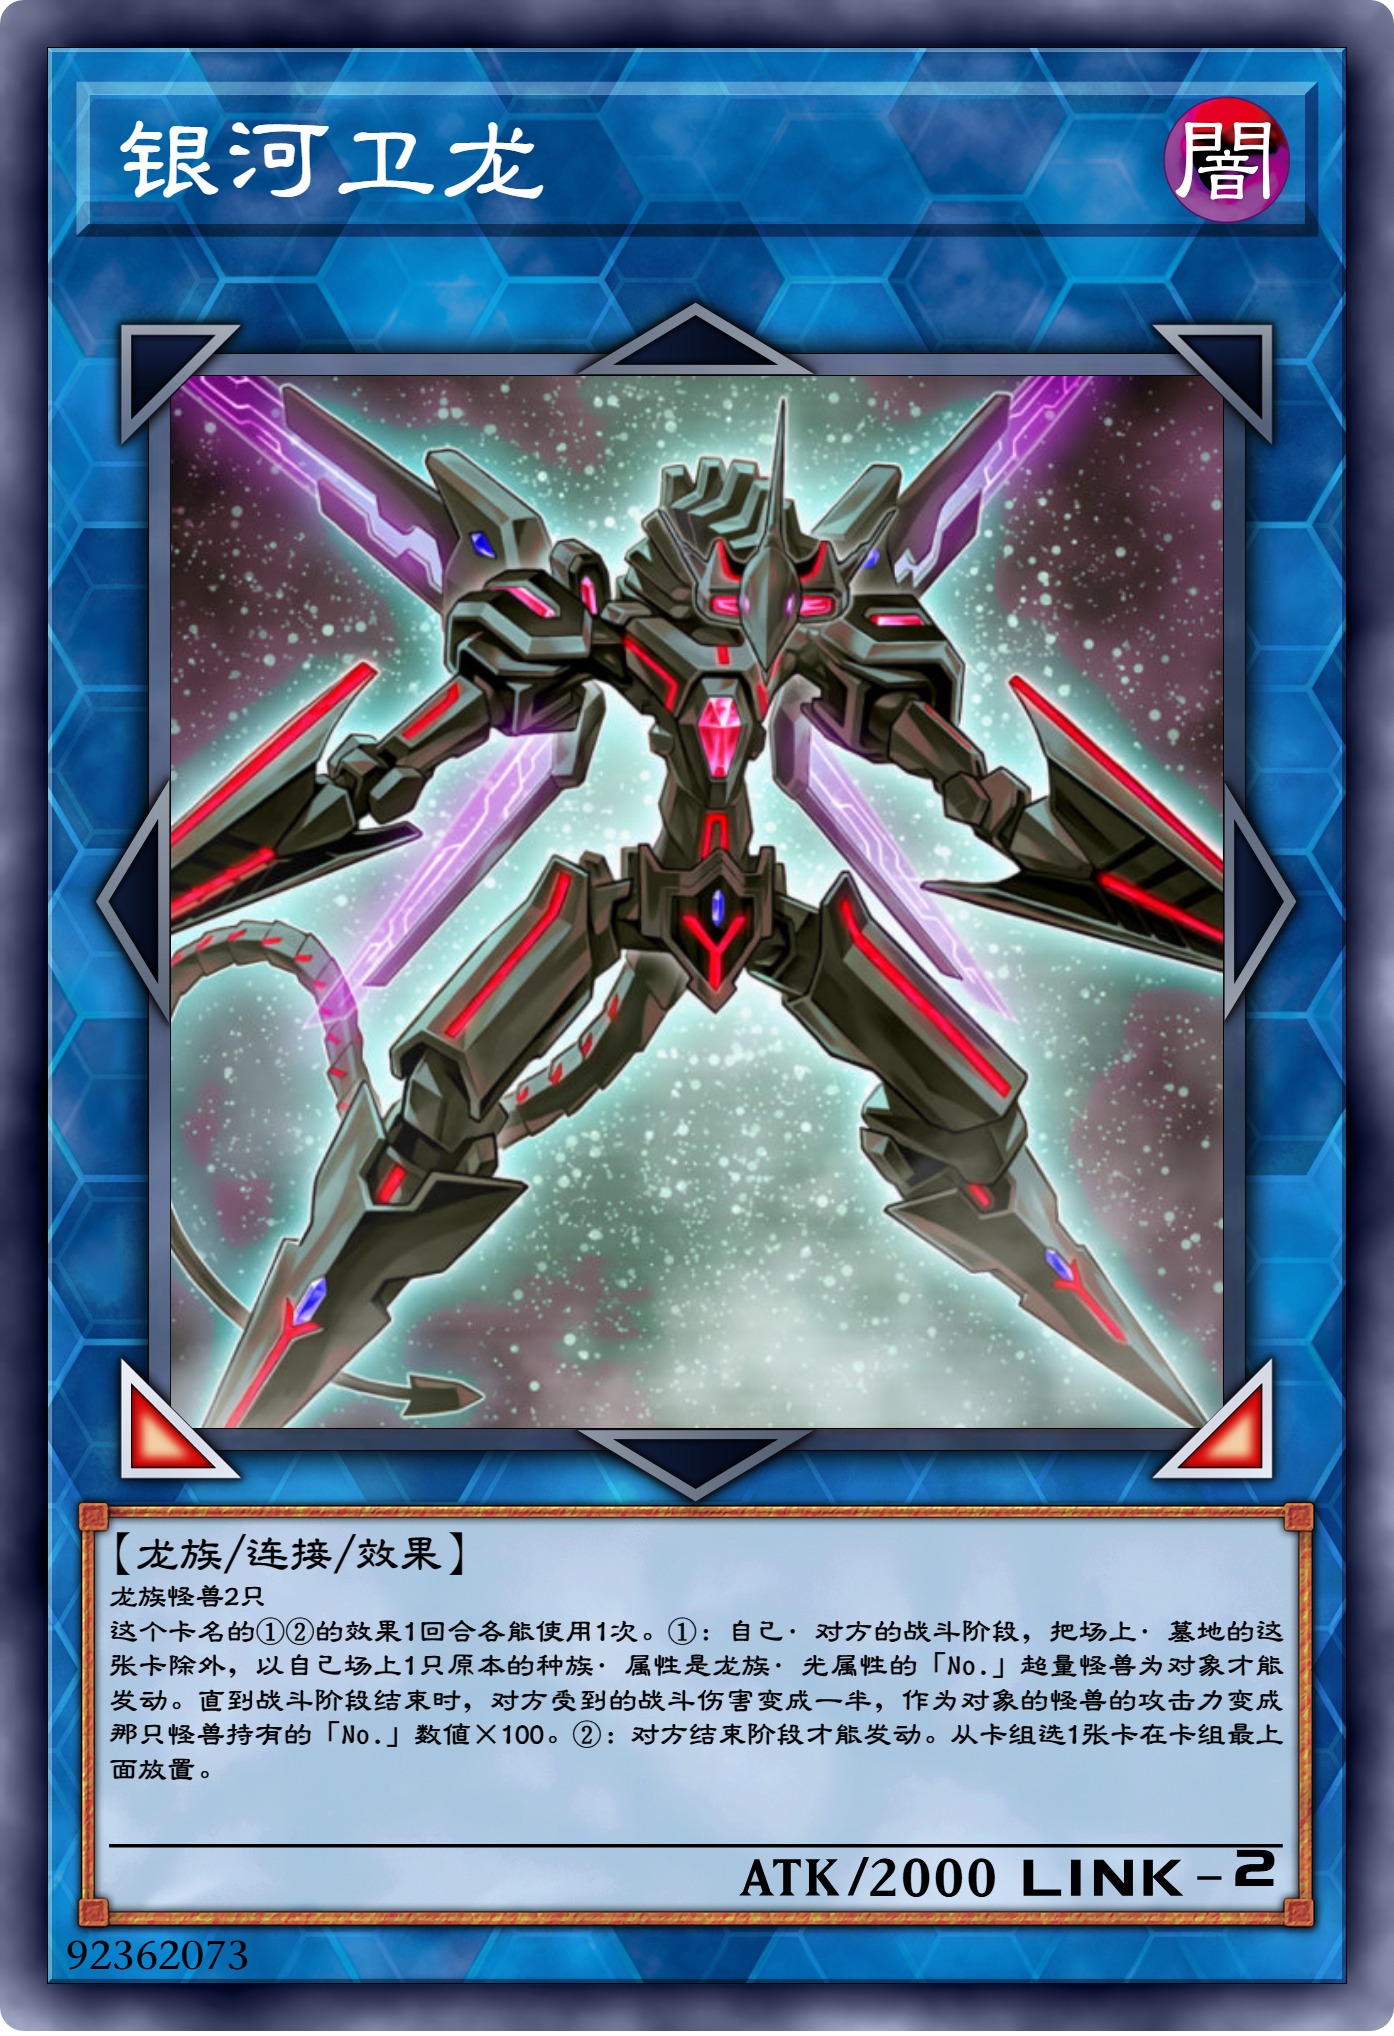 银河卫龙
闇
【龙族/连接/效果】
龙族怪兽2只
这个卡名的①②的效果1回合各能使用1次。①：自己·对方的战斗阶段，把场上·墓地的这
张卡除外，以自己场上1只原本的种族·属性是龙族·光属性的「No.」超量怪兽为对象才能
发动。直到战斗阶段结束时，对方受到的战斗伤害变成一半，作为对象的怪兽的攻击力变成
那只怪兽持有的「No.」数值×100。②：对方结束阶段才能发动。从卡组选1张卡在卡组最上
面放置。
ATK/2000 LINK-2
92362073